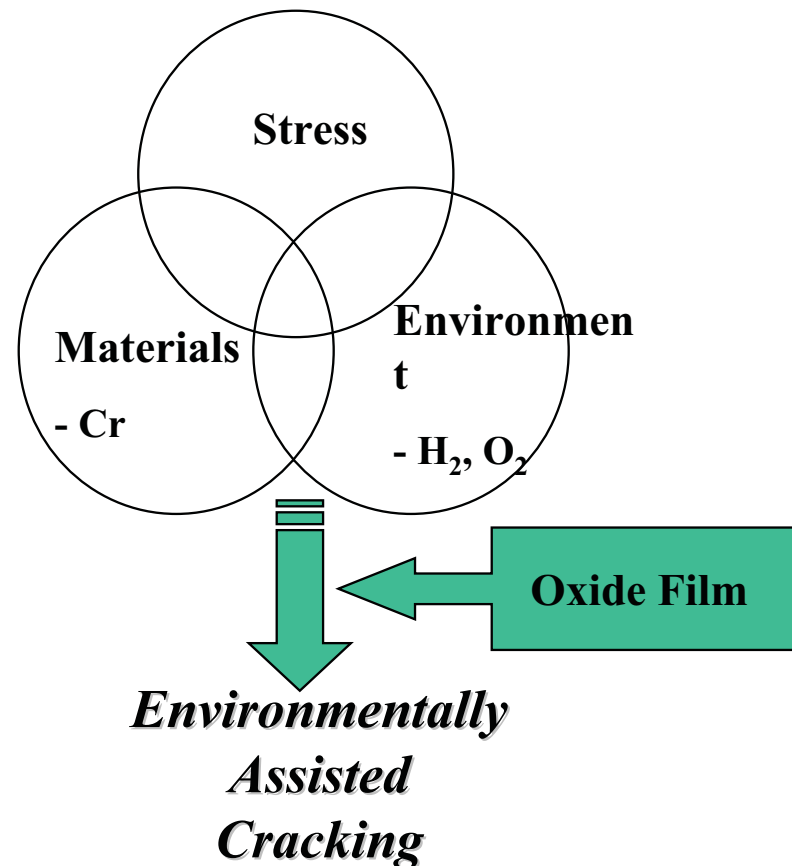 Stress
Materials
- Cr
Environmen
t
- H₂, O₂
Oxide Film
Environmentally
Assisted
Cracking